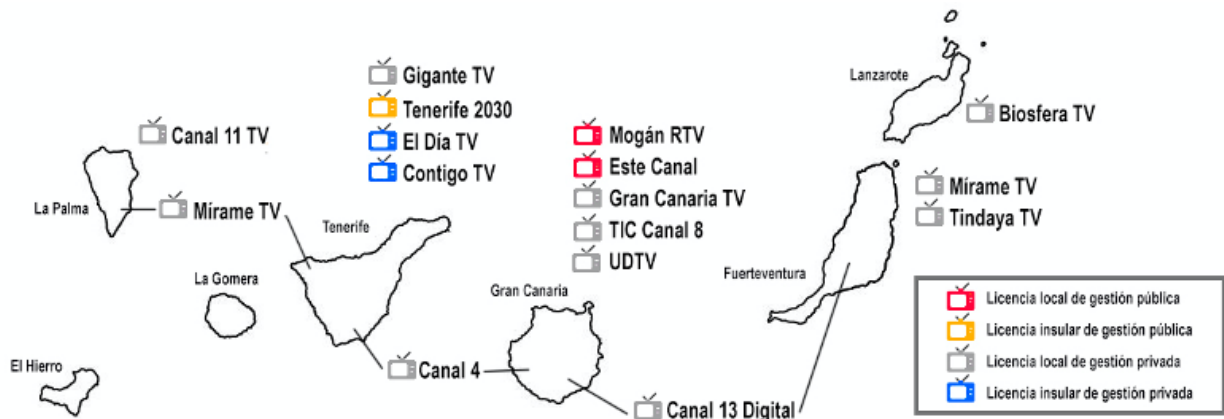 Lanzarote
Gigante TV
Tenerife 2030
Biosfera TV
Canal 11 TV
El Día TV
Mogán RTV
Contigo TV
Este Canal
Mírame TV
La Palma
Mírame TV
Gran Canaria TV
Tindaya TV
Tenerife
TIC Canal 8
UDTV
Fuerteventura
La Gomera
Gran Canaria
El Hierro
Canal 4
Canal 13 Digital
Licencia local de gestión pública
Licencia insular de gestión pública
Licencia local de gestión privada
Licencia insular de gestión privada